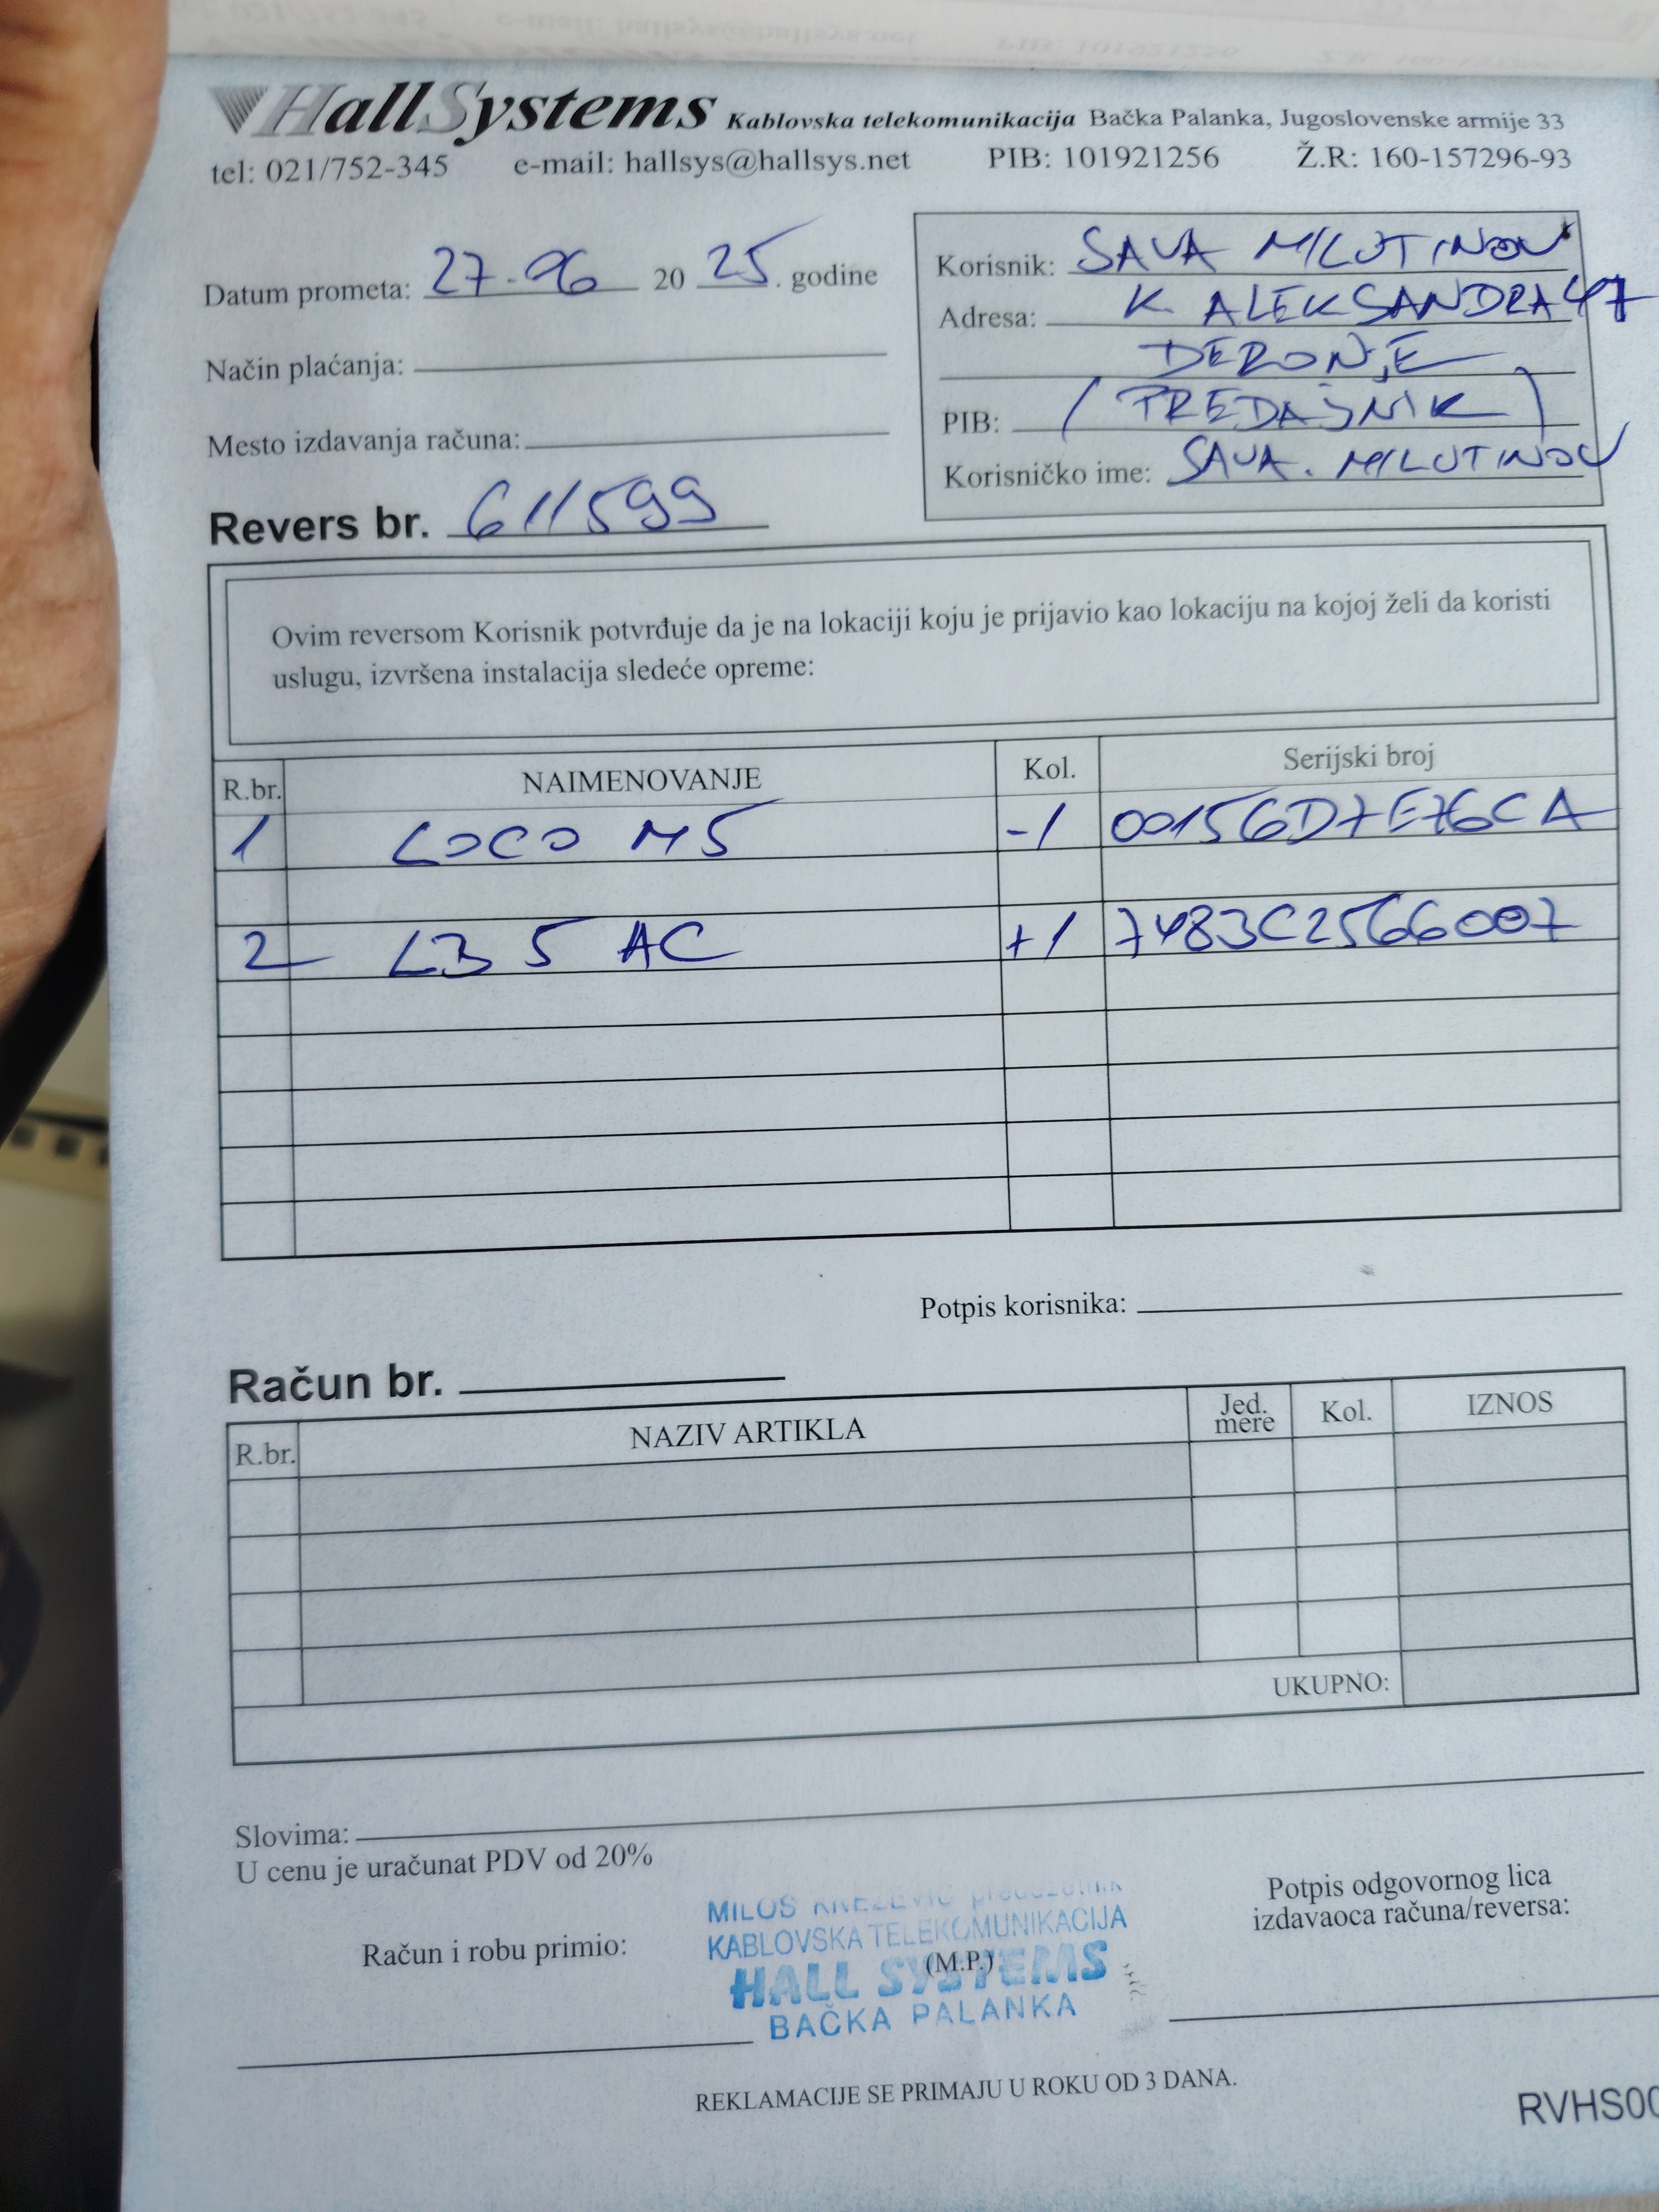 HallSystems Kablovska telekomunikacija Bačka Palanka, Jugoslovenske armije 33
tel: 021/752-345 e-mail: hallsys@hallsys.net PIB: 101921256 Ž.R: 160-157296-93
Datum prometa: 27-06 2025. godine
Način plaćanja:
Mesto izdavanja računa:
Korisnik: SAVA MILUTINOV
Adresa: K. ALEKSANDRA 47
DERONJE
PIB: (PREDAJNIK)
Korisničko ime: SAVA.MILUTINOV
Revers br. 611599
Ovim reversom Korisnik potvrđuje da je na lokaciji koju je prijavio kao lokaciju na kojoj želi da koristi
uslugu, izvršena instalacija sledeće opreme:
R.br. NAIMENOVANJE Kol. Serijski broj
1 LOCO M5 -1 00156D7E76CA
2 LB 5 AC +1 7483C2566007
Potpis korisnika:
Račun br.
R.br. NAZIV ARTIKLA Jed. mere Kol. IZNOS
UKUPNO:
Slovima:
U cenu je uračunat PDV od 20%
Račun i robu primio:
MILOŠ KNEŽEVIĆ preduzetnik
KABLOVSKA TELEKOMUNIKACIJA
(M.P.)
HALL SYSTEMS
BAČKA PALANKA
Potpis odgovornog lica
izdavaoca računa/reversa:
REKLAMACIJE SE PRIMAJU U ROKU OD 3 DANA.
RVHS00